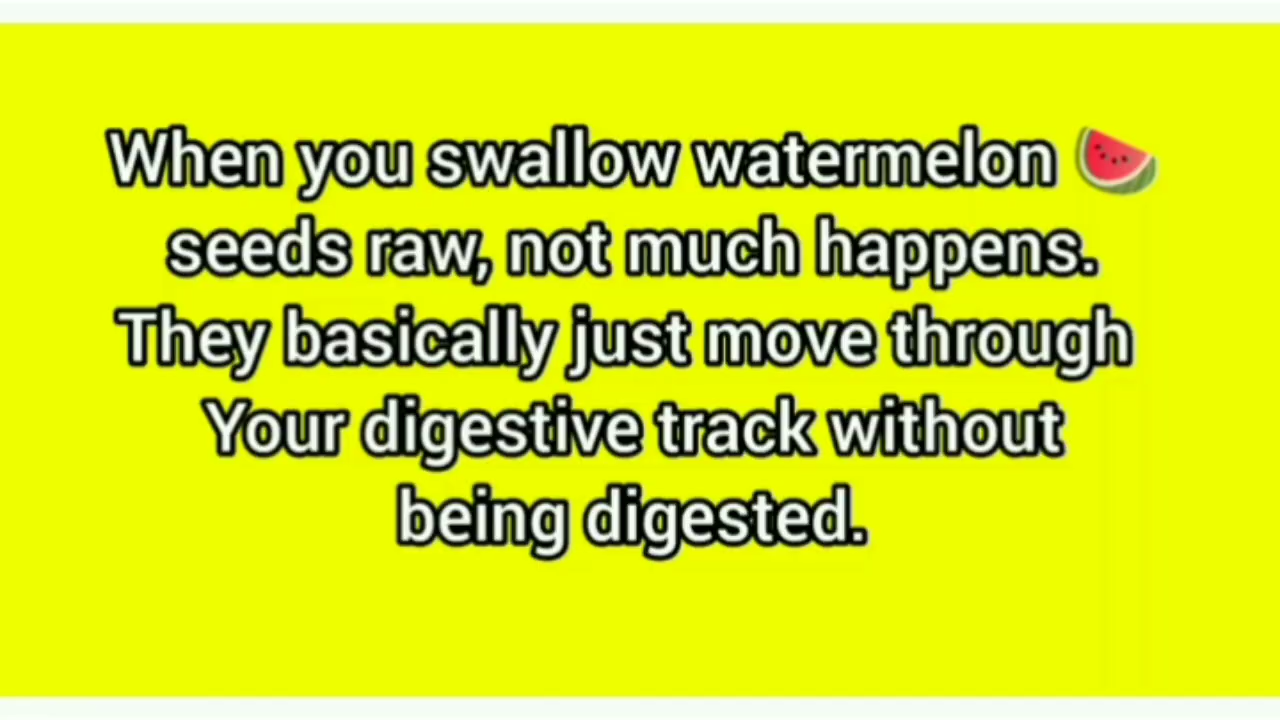 When you swallow watermelon 🍉
seeds raw, not much happens.
They basically just move through
Your digestive track without
being digested.